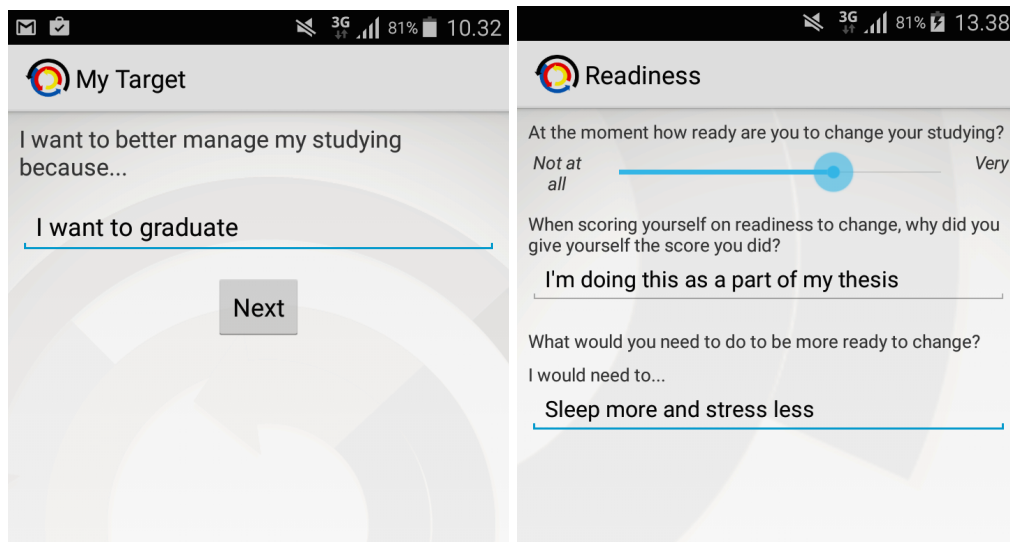 3G 81% 10.32
My Target
I want to better manage my studying
because...
I want to graduate
Next
3G 81% 13.38
Readiness
At the moment how ready are you to change your studying?
Not at
all
Very
When scoring yourself on readiness to change, why did you
give yourself the score you did?
I'm doing this as a part of my thesis
What would you need to do to be more ready to change?
I would need to...
Sleep more and stress less